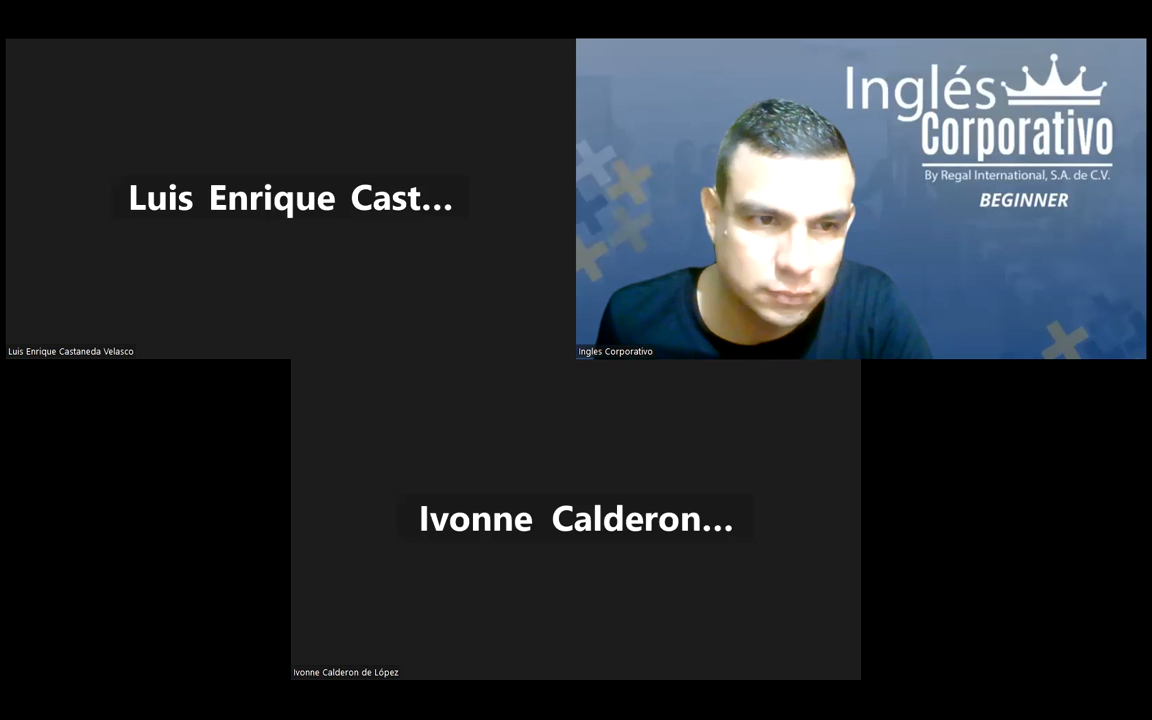 Luis Enrique Cast...
Luis Enrique Castaneda Velasco
Inglés
Corporativo
By Regal International, S.A. de C.V.
BEGINNER
Ingles Corporativo
Ivonne Calderon...
Ivonne Calderon de López